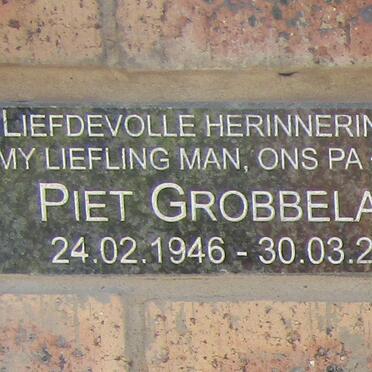 LIEFDEVOLLE HERINNERIN
MY LIEFLING MAN, ONS PA
PIET GROBBELA
24.02.1946 - 30.03.2